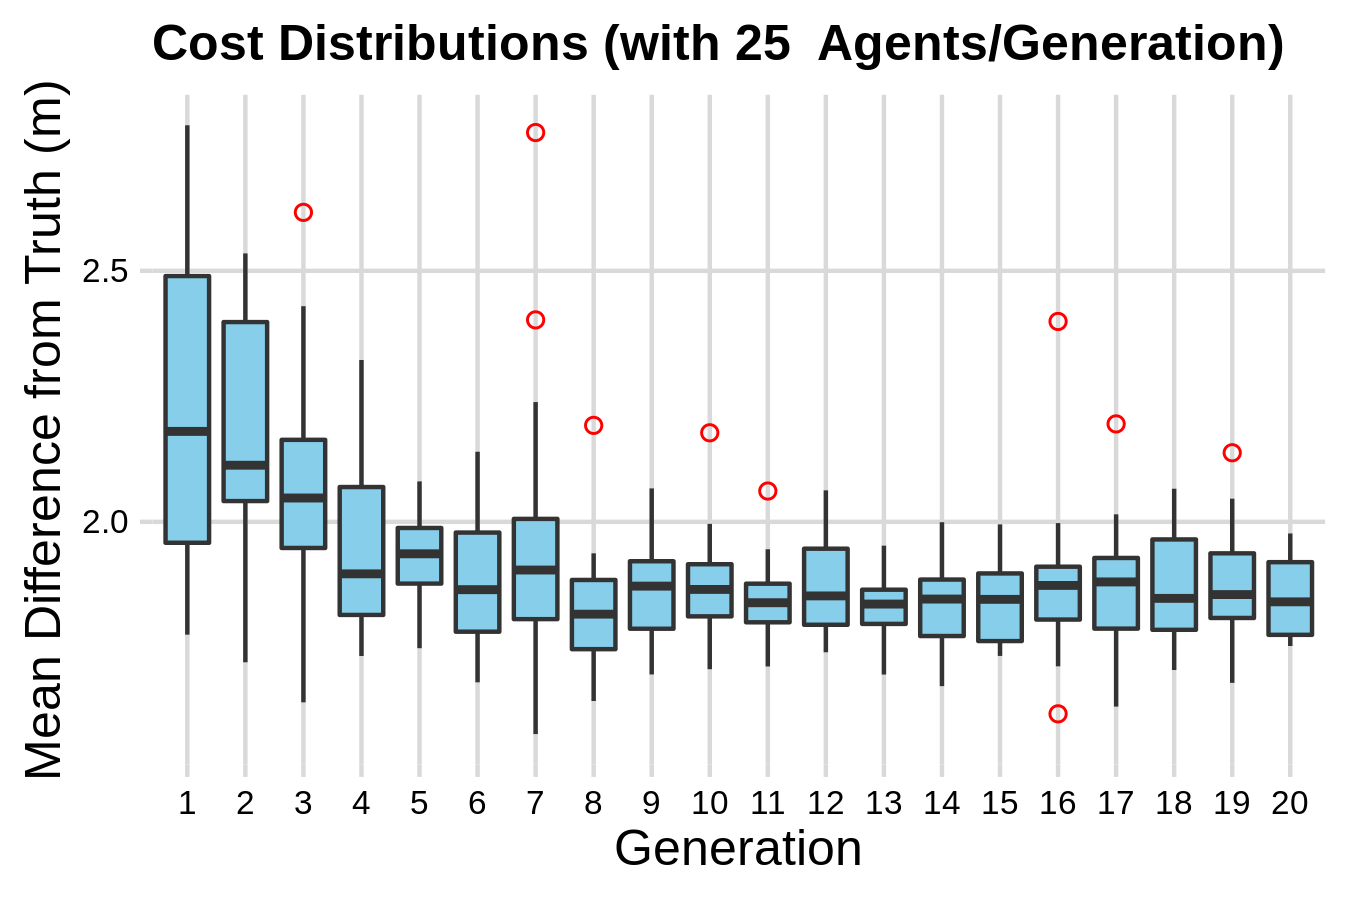 Cost Distributions (with 25  Agents/Generation)
Mean Difference from Truth (m)
2.5
2.0
1 2 3 4 5 6 7 8 9 10 11 12 13 14 15 16 17 18 19 20
Generation